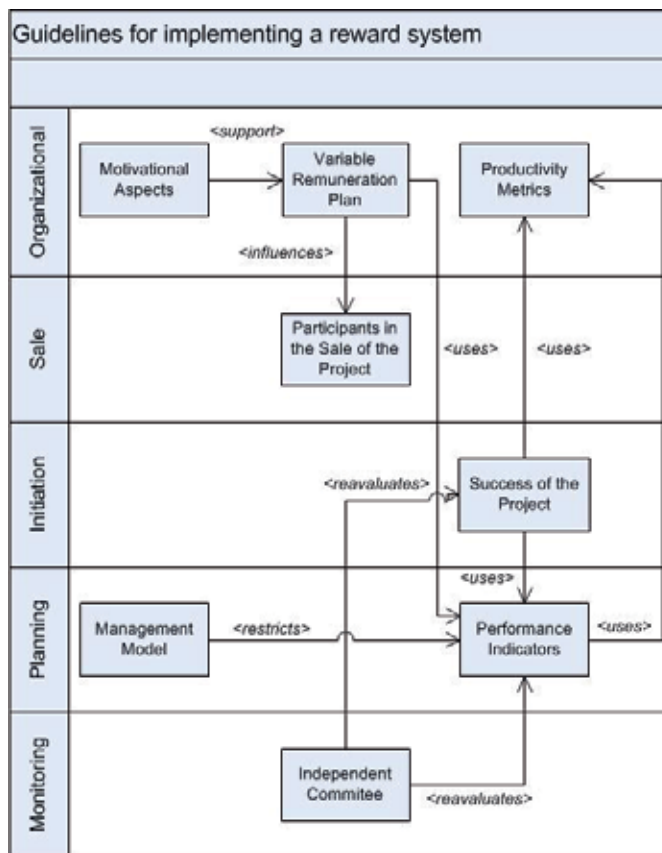 Guidelines for implementing a reward system
Organizational
<support>
Motivational
Aspects
Variable
Remuneration
Plan
Productivity
Metrics
<influences>
Sale
Participants in
the Sale of the
Project
<uses>
<uses>
Initiation
<reavaluates>
Success of the
Project
<uses>
Planning
Management
Model
<restricts>
Performance
Indicators
<uses>
Monitoring
Independent
Commitee
<reavaluates>